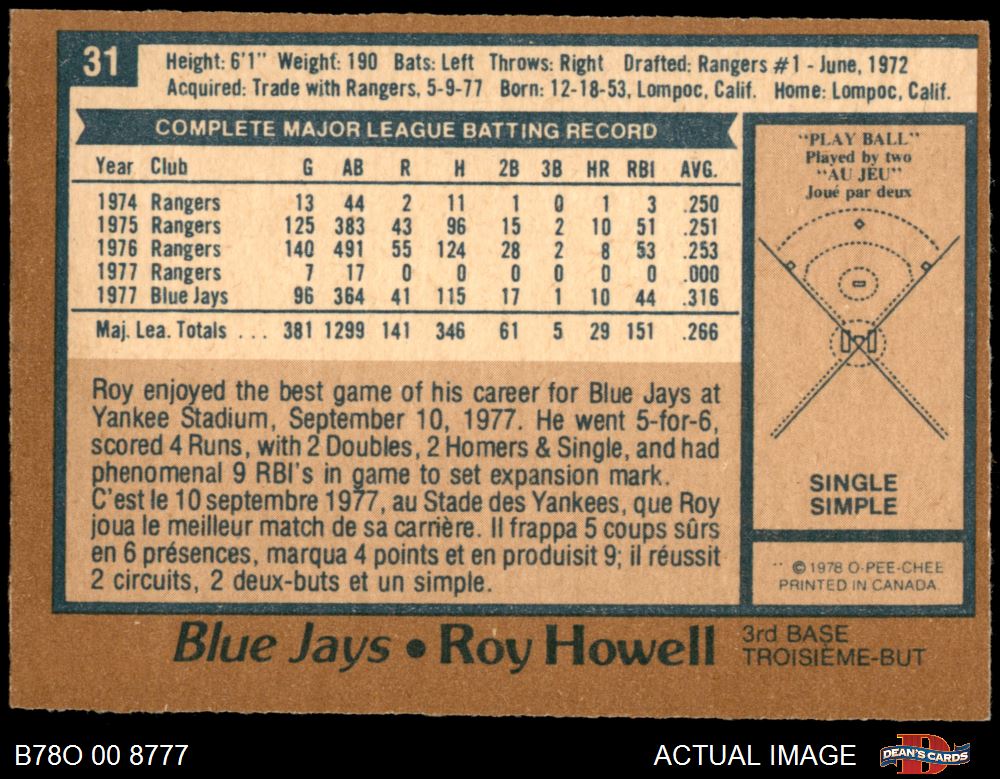 31
Height: 6'1" Weight: 190 Bats: Left Throws: Right Drafted: Rangers #1 - June, 1972
Acquired: Trade with Rangers, 5-9-77 Born: 12-18-53, Lompoc, Calif. Home: Lompoc, Calif.
COMPLETE MAJOR LEAGUE BATTING RECORD
Year Club G AB R H 2B 3B HR RBI AVG.
1974 Rangers 13 44 2 11 1 0 1 3 .250
1975 Rangers 125 383 43 96 15 2 10 51 .251
1976 Rangers 140 491 55 124 28 2 8 53 .253
1977 Rangers 7 17 0 0 0 0 0 0 .000
1977 Blue Jays 96 364 41 115 17 1 10 44 .316
Maj. Lea. Totals ... 381 1299 141 346 61 5 29 151 .266
Roy enjoyed the best game of his career for Blue Jays at
Yankee Stadium, September 10, 1977. He went 5-for-6,
scored 4 Runs, with 2 Doubles, 2 Homers & Single, and had
phenomenal 9 RBI's in game to set expansion mark.
C'est le 10 septembre 1977, au Stade des Yankees, que Roy
joua le meilleur match de sa carrière. Il frappa 5 coups sûrs
en 6 présences, marqua 4 points et en produisit 9; il réussit
2 circuits, 2 deux-buts et un simple.
"PLAY BALL"
Played by two
"AU JEU"
Joué par deux
SINGLE
SIMPLE
©1978 O-PEE-CHEE
PRINTED IN CANADA.
Blue Jays • Roy Howell
3rd BASE
TROISIÈME-BUT
B78O 00 8777
ACTUAL IMAGE
DEAN'S CARDS